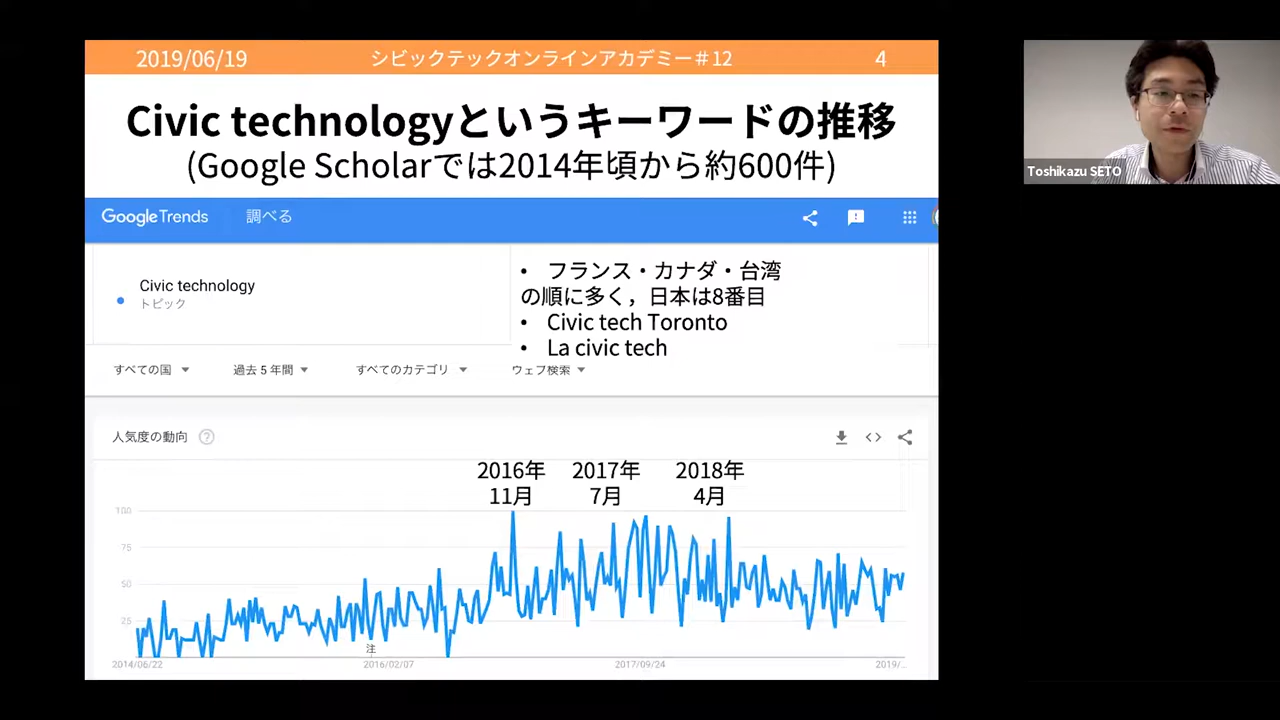 2019/06/19 シビックテックオンラインアカデミー＃12 4
Civic technologyというキーワードの推移
(Google Scholarでは2014年頃から約600件)
Toshikazu SETO
Google Trends 調べる
Civic technology
トピック
• フランス・カナダ・台湾
の順に多く，日本は8番目
• Civic tech Toronto
• La civic tech
すべての国 過去 5 年間 すべてのカテゴリ ウェブ検索
人気度の動向
2016年 2017年 2018年
11月 7月 4月
100
75
50
25
注
2014/06/22 2016/02/07 2017/09/24 2019/...